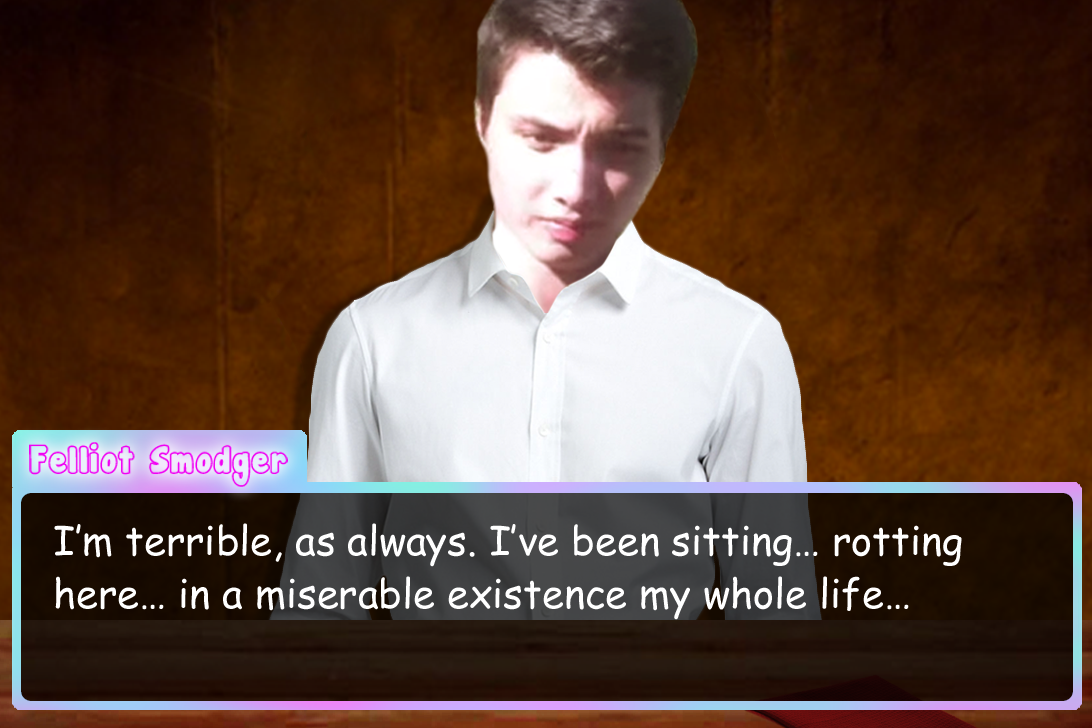 Felliot Smodger
I’m terrible, as always. I’ve been sitting… rotting
here… in a miserable existence my whole life…